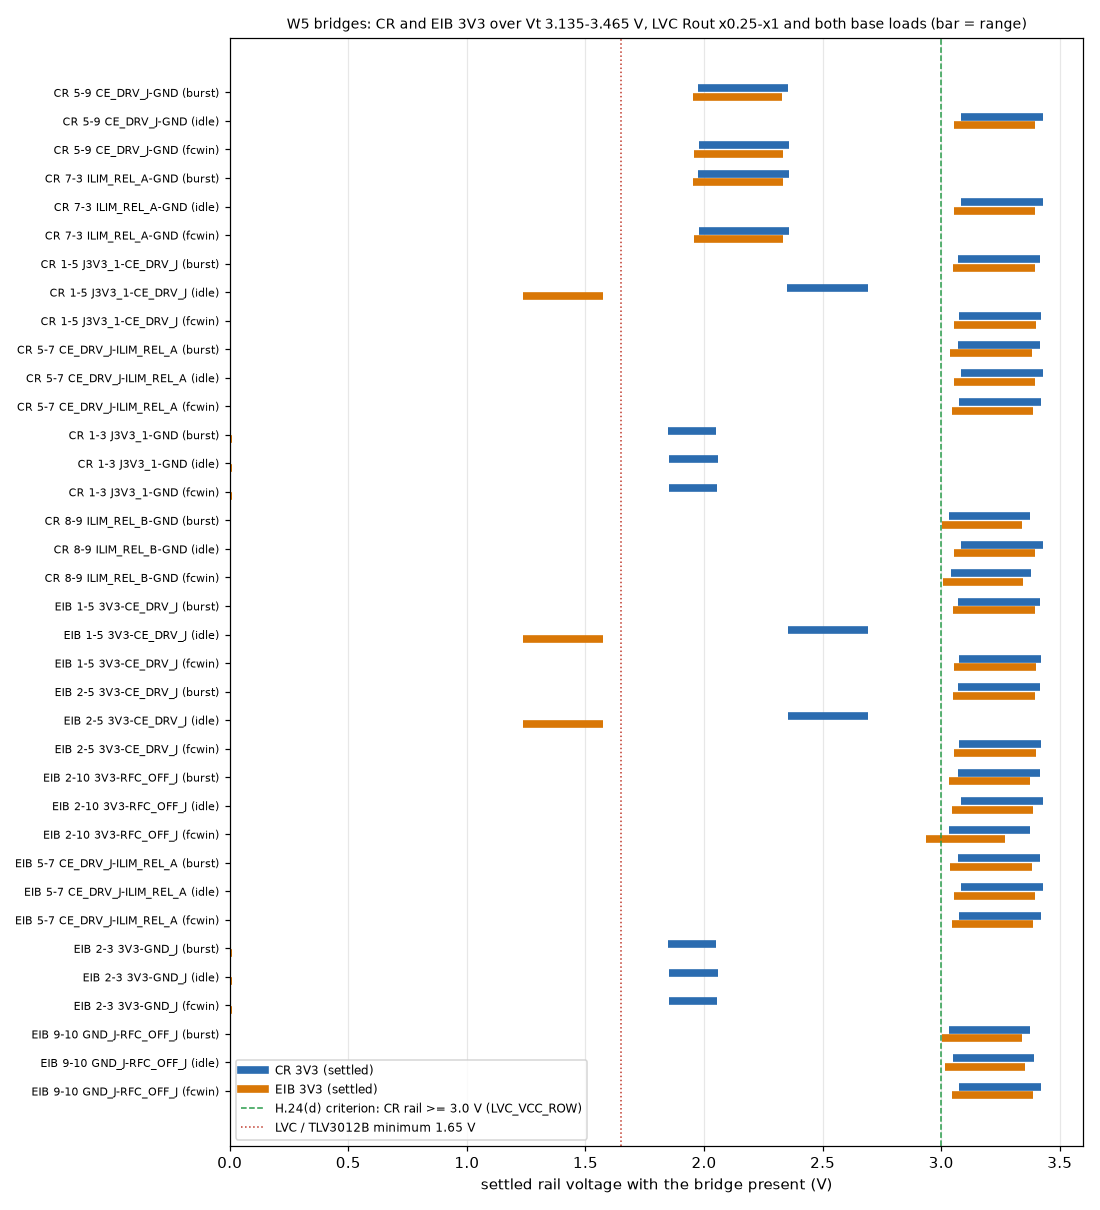 W5 bridges: CR and EIB 3V3 over Vt 3.135-3.465 V, LVC Rout x0.25-x1 and both base loads (bar = range)
CR 5-9 CE_DRV_J-GND (burst)
CR 5-9 CE_DRV_J-GND (idle)
CR 5-9 CE_DRV_J-GND (fcwin)
CR 7-3 ILIM_REL_A-GND (burst)
CR 7-3 ILIM_REL_A-GND (idle)
CR 7-3 ILIM_REL_A-GND (fcwin)
CR 1-5 J3V3_1-CE_DRV_J (burst)
CR 1-5 J3V3_1-CE_DRV_J (idle)
CR 1-5 J3V3_1-CE_DRV_J (fcwin)
CR 5-7 CE_DRV_J-ILIM_REL_A (burst)
CR 5-7 CE_DRV_J-ILIM_REL_A (idle)
CR 5-7 CE_DRV_J-ILIM_REL_A (fcwin)
CR 1-3 J3V3_1-GND (burst)
CR 1-3 J3V3_1-GND (idle)
CR 1-3 J3V3_1-GND (fcwin)
CR 8-9 ILIM_REL_B-GND (burst)
CR 8-9 ILIM_REL_B-GND (idle)
CR 8-9 ILIM_REL_B-GND (fcwin)
EIB 1-5 3V3-CE_DRV_J (burst)
EIB 1-5 3V3-CE_DRV_J (idle)
EIB 1-5 3V3-CE_DRV_J (fcwin)
EIB 2-5 3V3-CE_DRV_J (burst)
EIB 2-5 3V3-CE_DRV_J (idle)
EIB 2-5 3V3-CE_DRV_J (fcwin)
EIB 2-10 3V3-RFC_OFF_J (burst)
EIB 2-10 3V3-RFC_OFF_J (idle)
EIB 2-10 3V3-RFC_OFF_J (fcwin)
EIB 5-7 CE_DRV_J-ILIM_REL_A (burst)
EIB 5-7 CE_DRV_J-ILIM_REL_A (idle)
EIB 5-7 CE_DRV_J-ILIM_REL_A (fcwin)
EIB 2-3 3V3-GND_J (burst)
EIB 2-3 3V3-GND_J (idle)
EIB 2-3 3V3-GND_J (fcwin)
EIB 9-10 GND_J-RFC_OFF_J (burst)
EIB 9-10 GND_J-RFC_OFF_J (idle)
EIB 9-10 GND_J-RFC_OFF_J (fcwin)
CR 3V3 (settled)
EIB 3V3 (settled)
H.24(d) criterion: CR rail >= 3.0 V (LVC_VCC_ROW)
LVC / TLV3012B minimum 1.65 V
0.0 0.5 1.0 1.5 2.0 2.5 3.0 3.5
settled rail voltage with the bridge present (V)